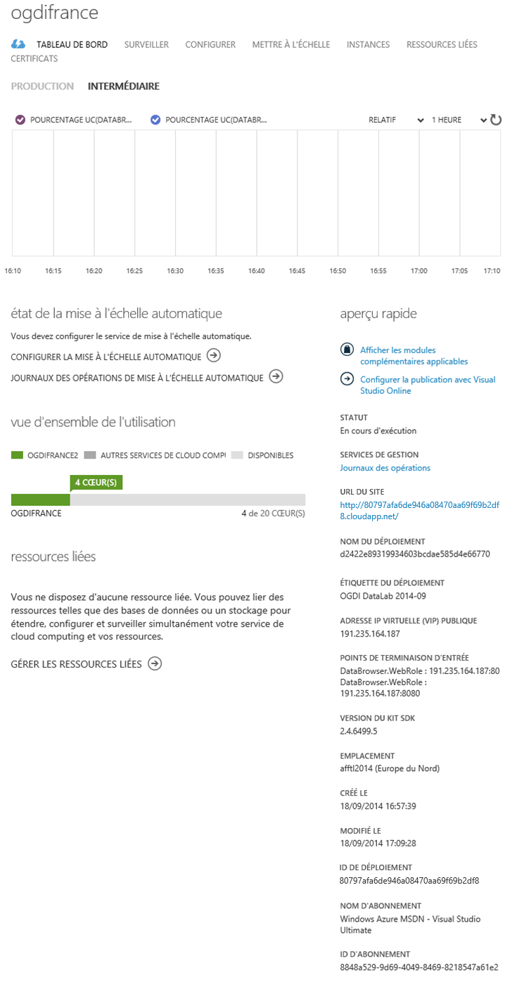 ogdifrance
TABLEAU DE BORD SURVEILLER CONFIGURER METTRE À L'ÉCHELLE INSTANCES RESSOURCES LIÉES
CERTIFICATS
PRODUCTION INTERMÉDIAIRE
POURCENTAGE UC(DATABR... POURCENTAGE UC(DATABR... RELATIF 1 HEURE
16:10 16:15 16:20 16:25 16:30 16:35 16:40 16:45 16:50 16:55 17:00 17:05 17:10
état de la mise à l'échelle automatique
Vous devez configurer le service de mise à l'échelle automatique.
CONFIGURER LA MISE À L'ÉCHELLE AUTOMATIQUE
JOURNAUX DES OPÉRATIONS DE MISE À L'ÉCHELLE AUTOMATIQUE
vue d'ensemble de l'utilisation
OGDIFRANCE2 AUTRES SERVICES DE CLOUD COMPU DISPONIBLES
4 CŒUR(S)
OGDIFRANCE 4 de 20 CŒUR(S)
ressources liées
Vous ne disposez d'aucune ressource liée. Vous pouvez lier des
ressources telles que des bases de données ou un stockage pour
étendre, configurer et surveiller simultanément votre service de
cloud computing et vos ressources.
GÉRER LES RESSOURCES LIÉES
aperçu rapide
Afficher les modules
complémentaires applicables
Configurer la publication avec Visual
Studio Online
STATUT
En cours d'exécution
SERVICES DE GESTION
Journaux des opérations
URL DU SITE
http://80797afa6de946a08470aa69f69b2df
8.cloudapp.net/
NOM DU DÉPLOIEMENT
d2422e89319934603bcdae585d4e66770
ÉTIQUETTE DU DÉPLOIEMENT
OGDI DataLab 2014-09
ADRESSE IP VIRTUELLE (VIP) PUBLIQUE
191.235.164.187
POINTS DE TERMINAISON D'ENTRÉE
DataBrowser.WebRole : 191.235.164.187:80
DataBrowser.WebRole :
191.235.164.187:8080
VERSION DU KIT SDK
2.4.6499.5
EMPLACEMENT
afftl2014 (Europe du Nord)
CRÉÉ LE
18/09/2014 16:57:39
MODIFIÉ LE
18/09/2014 17:09:28
ID DE DÉPLOIEMENT
80797afa6de946a08470aa69f69b2df8
NOM D'ABONNEMENT
Windows Azure MSDN - Visual Studio
Ultimate
ID D'ABONNEMENT
8848a529-9d69-4049-8469-8218547a61e2